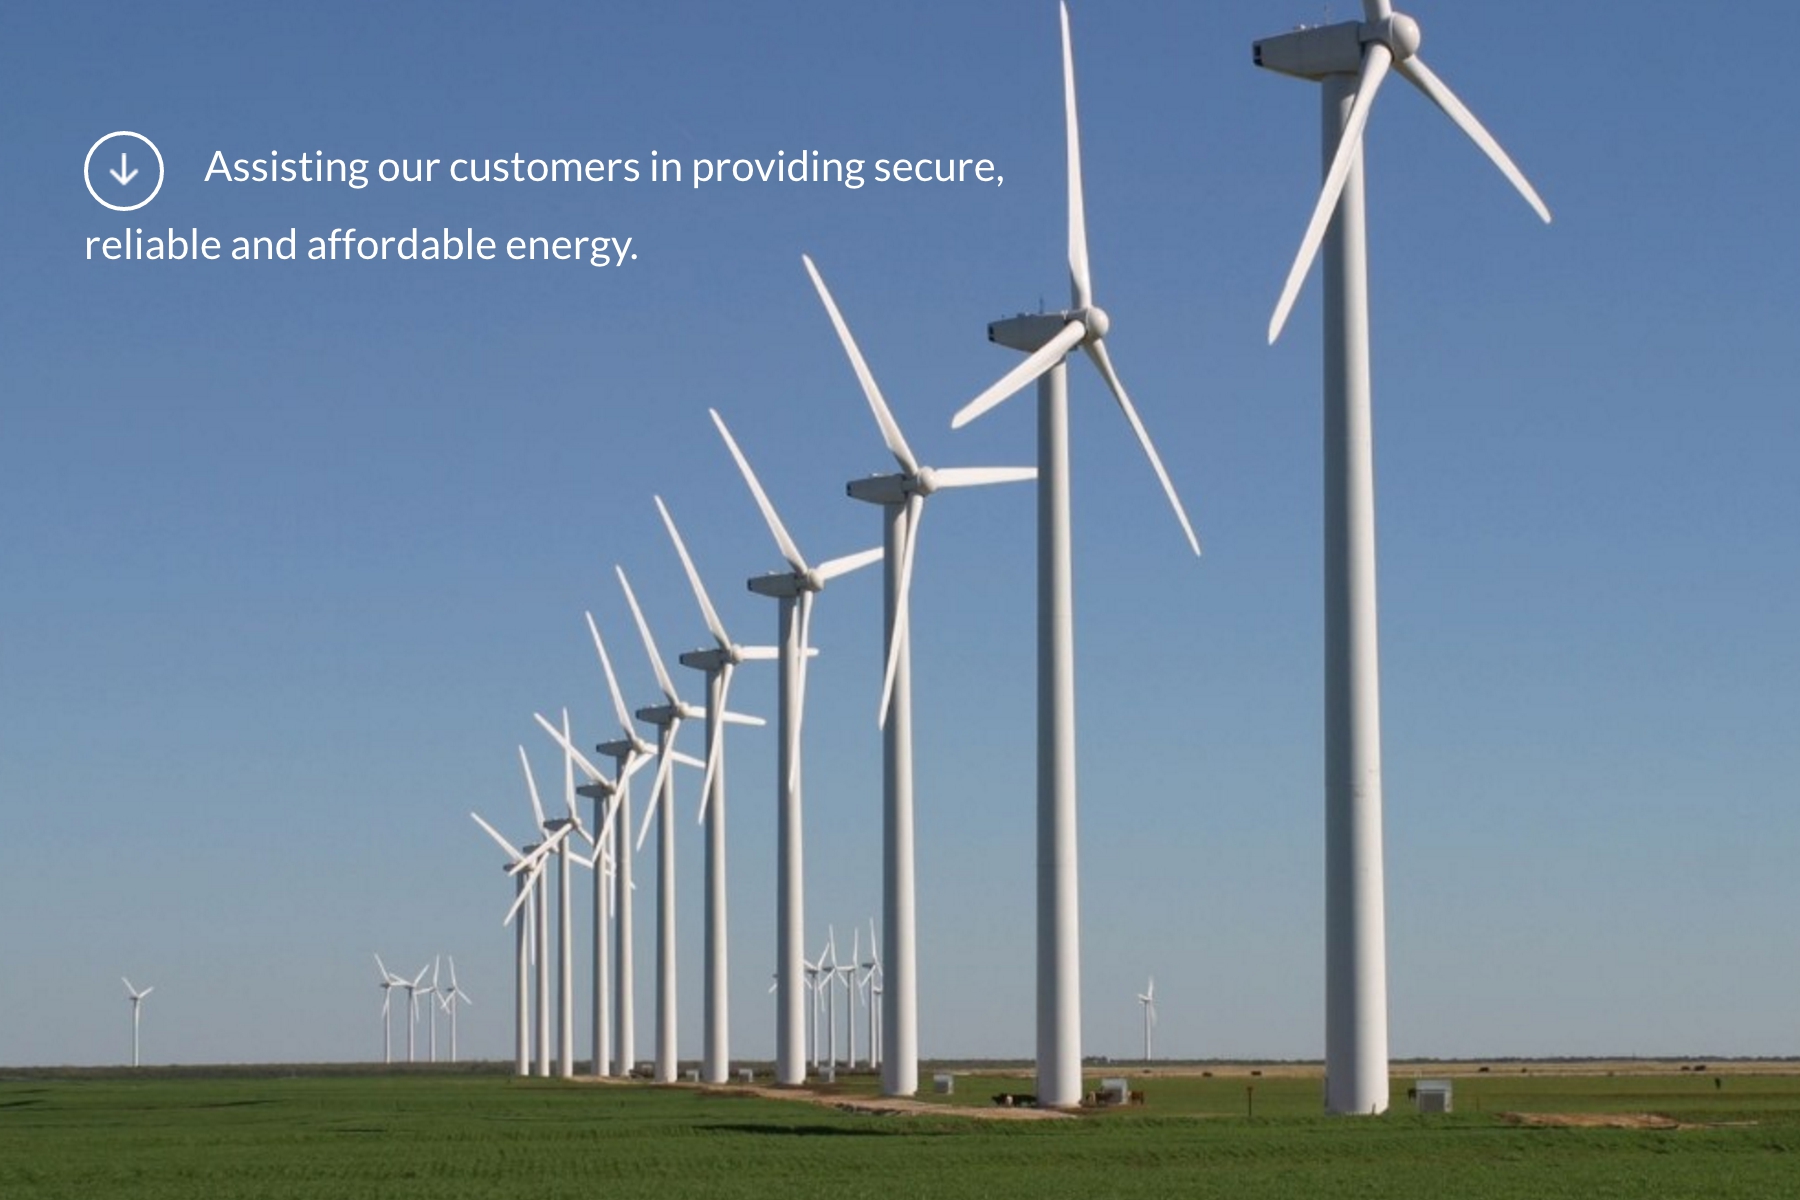 Assisting our customers in providing secure,
reliable and affordable energy.